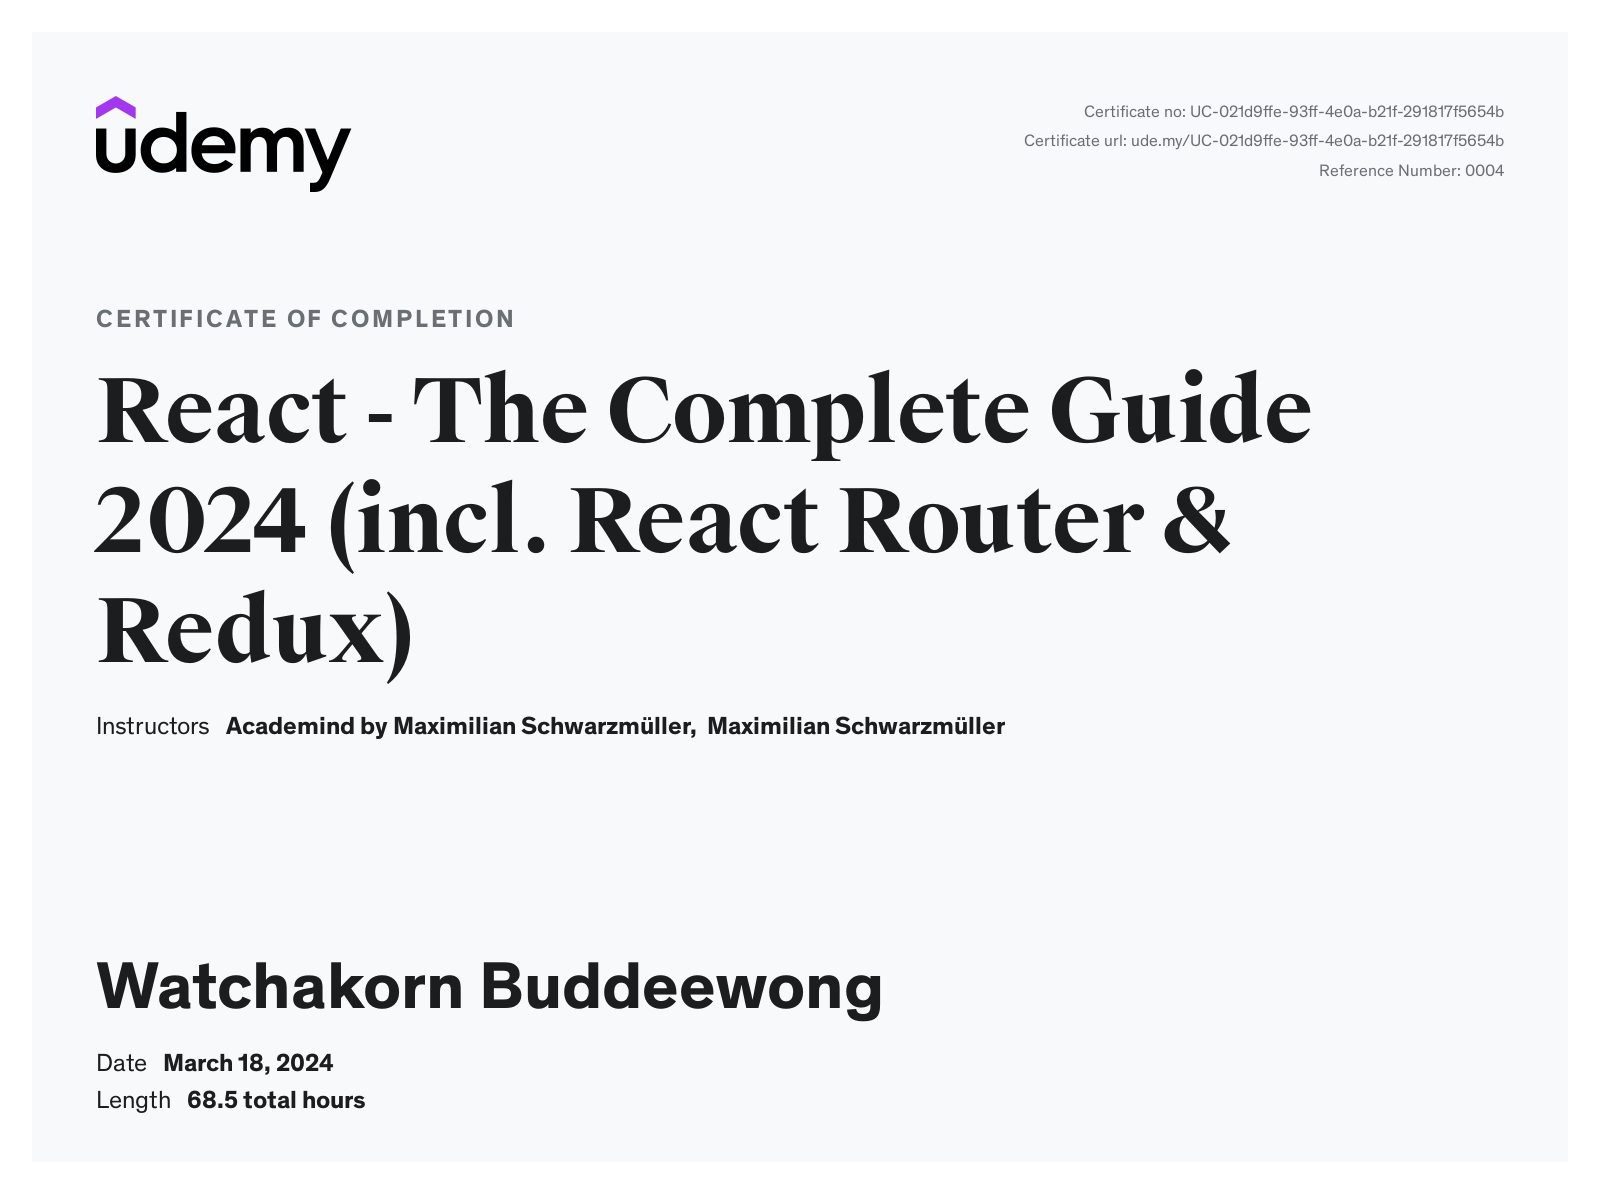 udemy
Certificate no: UC-021d9ffe-93ff-4e0a-b21f-291817f5654b
Certificate url: ude.my/UC-021d9ffe-93ff-4e0a-b21f-291817f5654b
Reference Number: 0004
CERTIFICATE OF COMPLETION
React - The Complete Guide
2024 (incl. React Router &
Redux)
Instructors Academind by Maximilian Schwarzmüller, Maximilian Schwarzmüller
Watchakorn Buddeewong
Date March 18, 2024
Length 68.5 total hours